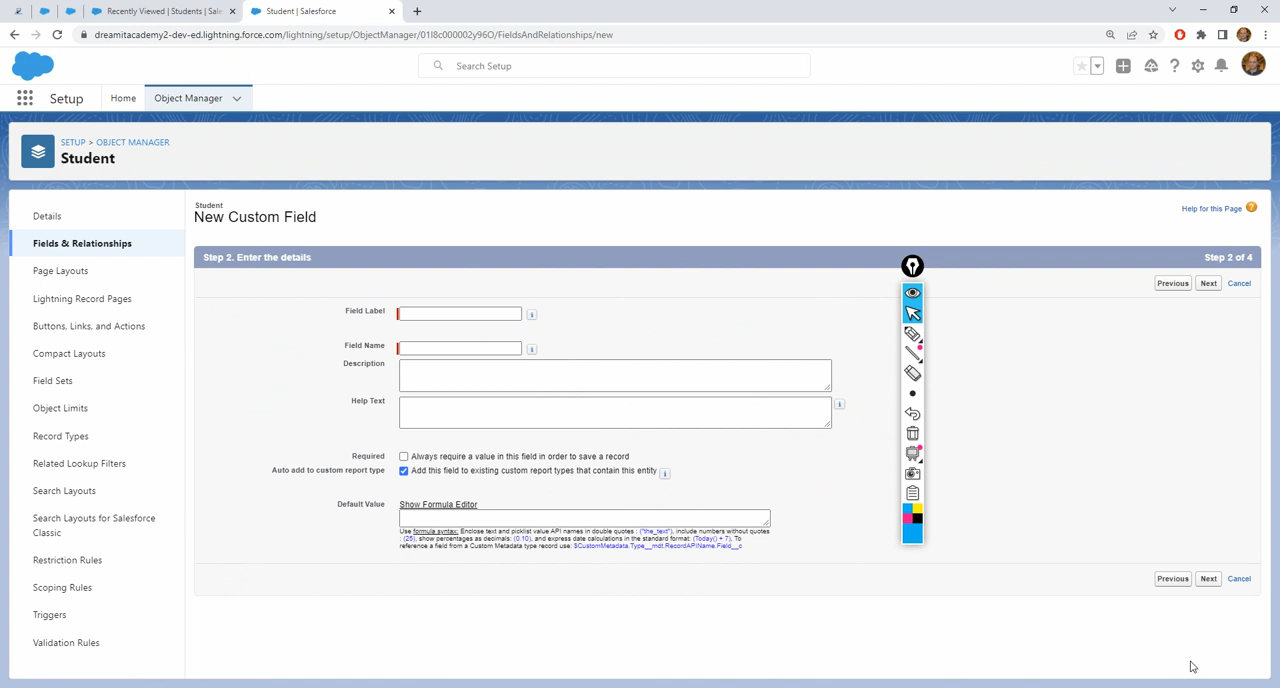 Recently Viewed | Students | Sale
Student | Salesforce
dreamitacademy2-dev-ed.lightning.force.com/lightning/setup/ObjectManager/01I8c000002y96O/FieldsAndRelationships/new
Search Setup
Setup
Home
Object Manager
SETUP > OBJECT MANAGER
Student
Details
Fields & Relationships
Page Layouts
Lightning Record Pages
Buttons, Links, and Actions
Compact Layouts
Field Sets
Object Limits
Record Types
Related Lookup Filters
Search Layouts
Search Layouts for Salesforce
Classic
Restriction Rules
Scoping Rules
Triggers
Validation Rules
Student
New Custom Field
Help for this Page
Step 2. Enter the details
Step 2 of 4
Previous Next Cancel
Field Label
Field Name
Description
Help Text
Required Always require a value in this field in order to save a record
Auto add to custom report type Add this field to existing custom report types that contain this entity
Default Value Show Formula Editor
Use formula syntax: Enclose text and picklist value API names in double quotes : ("the_text"), include numbers without quotes
: (25), show percentages as decimals: (0.10), and express date calculations in the standard format: (Today() + 7), To
reference a field from a Custom Metadata type record use: $CustomMetadata.Type__mdt.RecordAPIName.Field__c
Previous Next Cancel